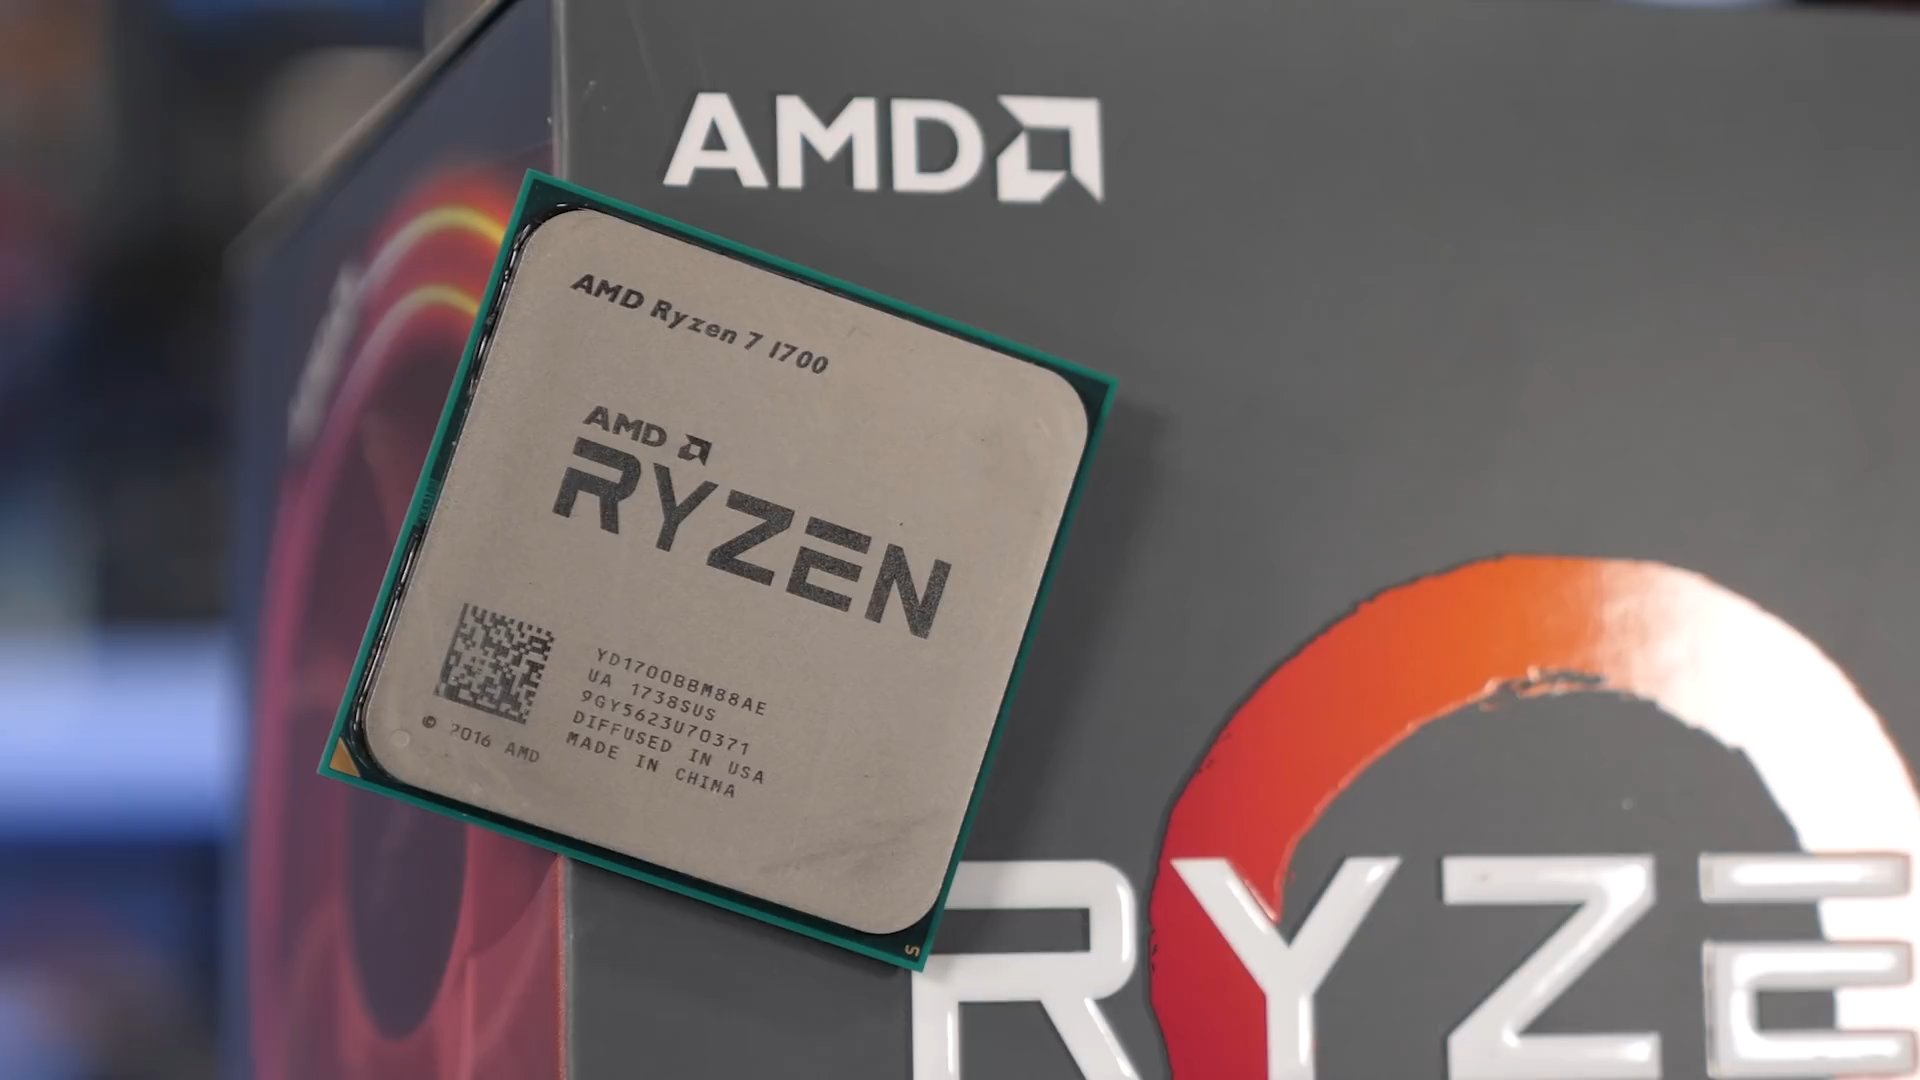 AMD
AMD Ryzen 7 1700
AMD
RYZEN
YD1700BBM88AE
UA 1738SUS
9GY5623U70371
DIFFUSED IN USA
MADE IN CHINA
© 2016 AMD
S
RYZE